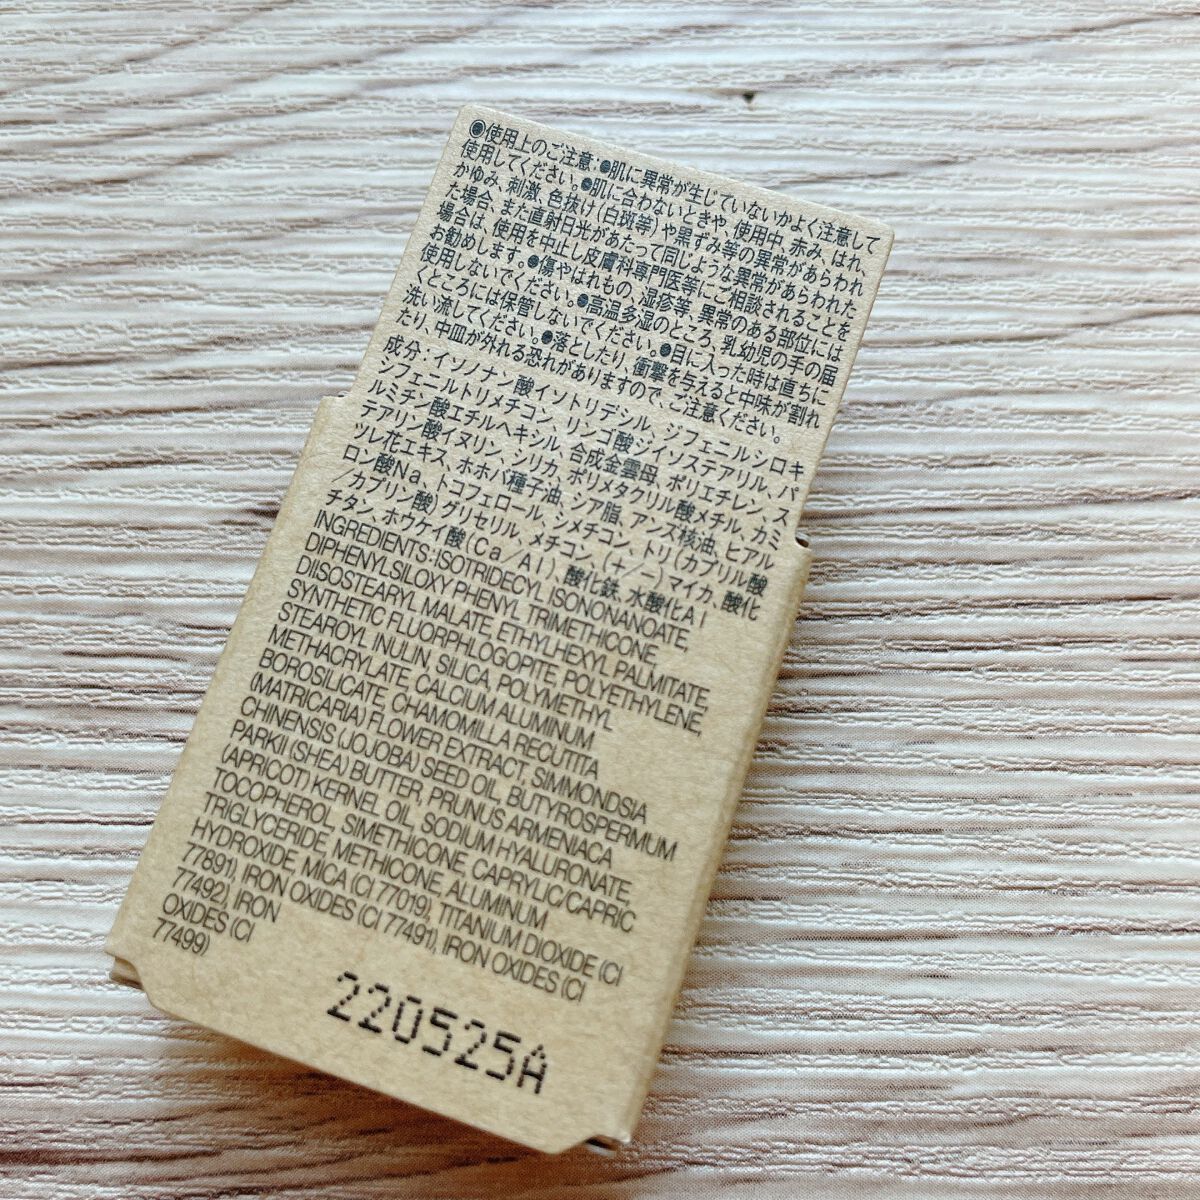 ●使用上のご注意:●肌に異常が生じていないかよく注意して
使用してください。●肌に合わないときや、使用中、赤み、はれ、
かゆみ、刺激、色抜け(白斑等)や黒ずみ等の異常があらわれ
た場合、また直射日光があたって同じような異常があらわれた
場合は、使用を中止し皮膚科専門医等にご相談されることを
お勧めします。●傷やはれもの、湿疹等、異常のある部位には
使用しないでください。●高温多湿のところ、乳幼児の手の届
くところには保管しないでください。●目に入った時は直ちに
洗い流してください。●落としたり、衝撃を与えると中味が割れ
たり、中皿が外れる恐れがありますので、ご注意ください。
成分:イソノナン酸イソトリデシル、ジフェニルシロキ
シフェニルトリメチコン、リンゴ酸ジイソステアリル、パ
ルミチン酸エチルヘキシル、合成金雲母、ポリエチレン、ス
テアリン酸イヌリン、シリカ、ポリメタクリル酸メチル、カミ
ツレ花エキス、ホホバ種子油、シア脂、アンズ核油、ヒアル
ロン酸Na、トコフェロール、シメチコン、トリ(カプリル酸
/カプリン酸)グリセリル、メチコン、(+/-)マイカ、酸化
チタン、ホウケイ酸(Ca/Al)、酸化鉄、水酸化Al
INGREDIENTS: ISOTRIDECYL ISONONANOATE,
DIPHENYLSILOXY PHENYL TRIMETHICONE,
DIISOSTEARYL MALATE, ETHYLHEXYL PALMITATE,
SYNTHETIC FLUORPHLOGOPITE, POLYETHYLENE,
STEAROYL INULIN, SILICA, POLYMETHYL
METHACRYLATE, CALCIUM ALUMINUM
BOROSILICATE, CHAMOMILLA RECUTITA
(MATRICARIA) FLOWER EXTRACT, SIMMONDSIA
CHINENSIS (JOJOBA) SEED OIL, BUTYROSPERMUM
PARKII (SHEA) BUTTER, PRUNUS ARMENIACA
(APRICOT) KERNEL OIL, SODIUM HYALURONATE,
TOCOPHEROL, SIMETHICONE, CAPRYLIC/CAPRIC
TRIGLYCERIDE, METHICONE, ALUMINUM
HYDROXIDE, MICA (CI 77019), TITANIUM DIOXIDE (CI
77891), IRON OXIDES (CI 77491), IRON OXIDES (CI
77492), IRON
OXIDES (CI
77499)
220525A